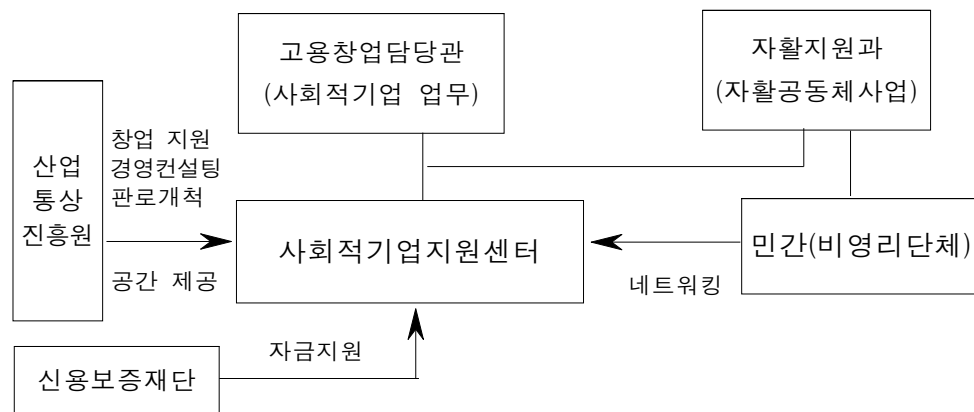 고용창업담당관
(사회적기업 업무)
자활지원과
(자활공동체사업)
산업
통상
진흥원
창업 지원
경영컨설팅
판로개척
공간 제공
사회적기업지원센터
민간(비영리단체)
네트워킹
자금지원
신용보증재단